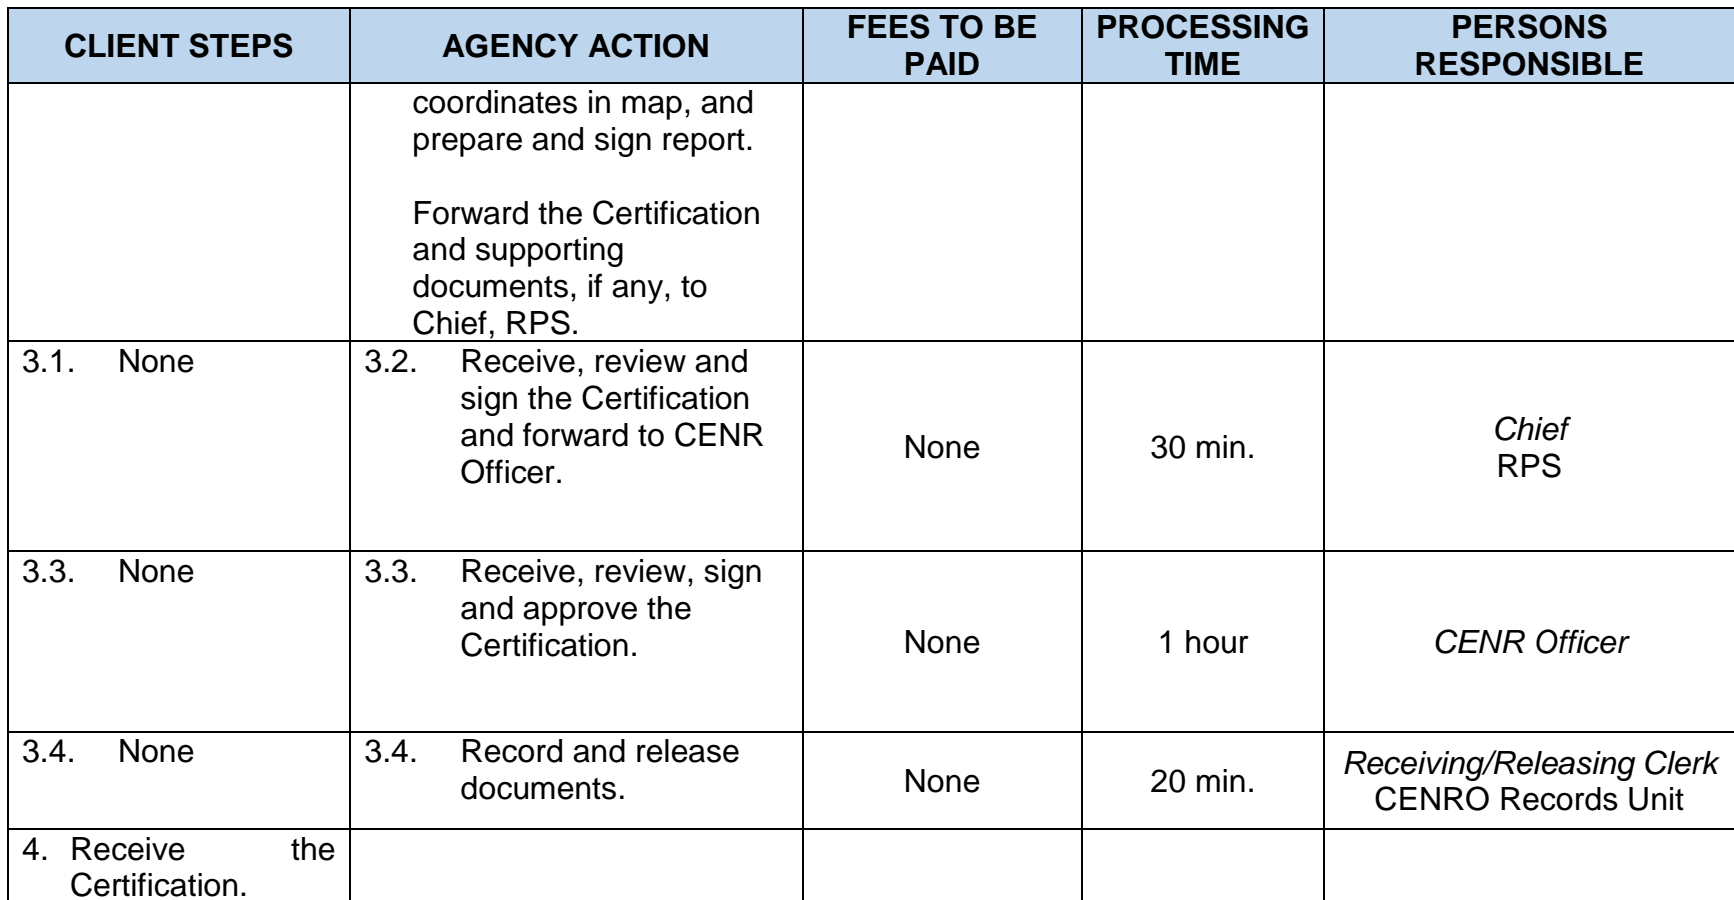 CLIENT STEPS
AGENCY ACTION
FEES TO BE
PAID
PROCESSING
TIME
PERSONS
RESPONSIBLE
coordinates in map, and
prepare and sign report.
Forward the Certification
and supporting
documents, if any, to
Chief, RPS.
3.1. None
3.2. Receive, review and
sign the Certification
and forward to CENR
Officer.
None
30 min.
Chief
RPS
3.3. None
3.3. Receive, review, sign
and approve the
Certification.
None
1 hour
CENR Officer
3.4. None
3.4. Record and release
documents.
None
20 min.
Receiving/Releasing Clerk
CENRO Records Unit
4. Receive the
Certification.